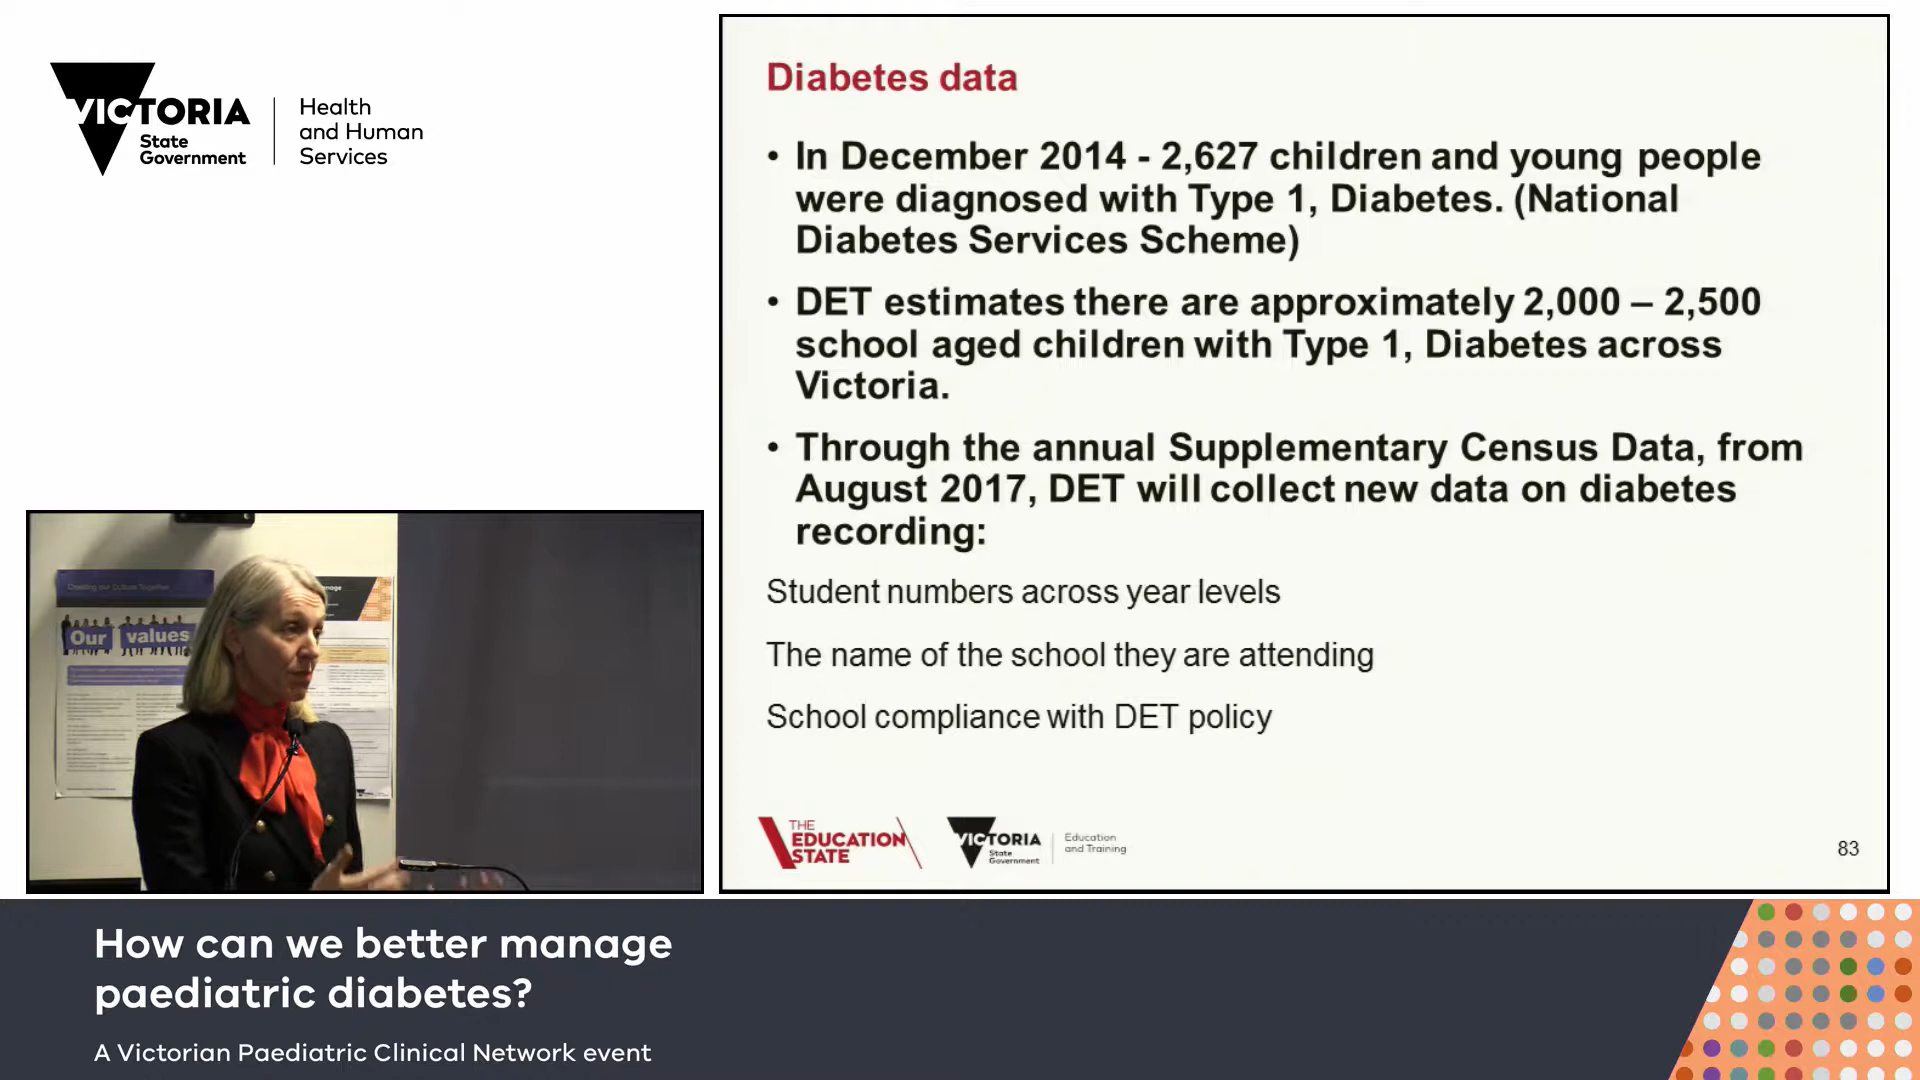 VICTORIA
State
Government
Health
and Human
Services
Diabetes data
• In December 2014 - 2,627 children and young people
were diagnosed with Type 1, Diabetes. (National
Diabetes Services Scheme)
• DET estimates there are approximately 2,000 – 2,500
school aged children with Type 1, Diabetes across
Victoria.
• Through the annual Supplementary Census Data, from
August 2017, DET will collect new data on diabetes
recording:
Student numbers across year levels
The name of the school they are attending
School compliance with DET policy
THE
EDUCATION
STATE
VICTORIA
State
Government
Education
and Training
83
Creating our Culture Together
Our values
How can we better manage
paediatric diabetes?
A Victorian Paediatric Clinical Network event